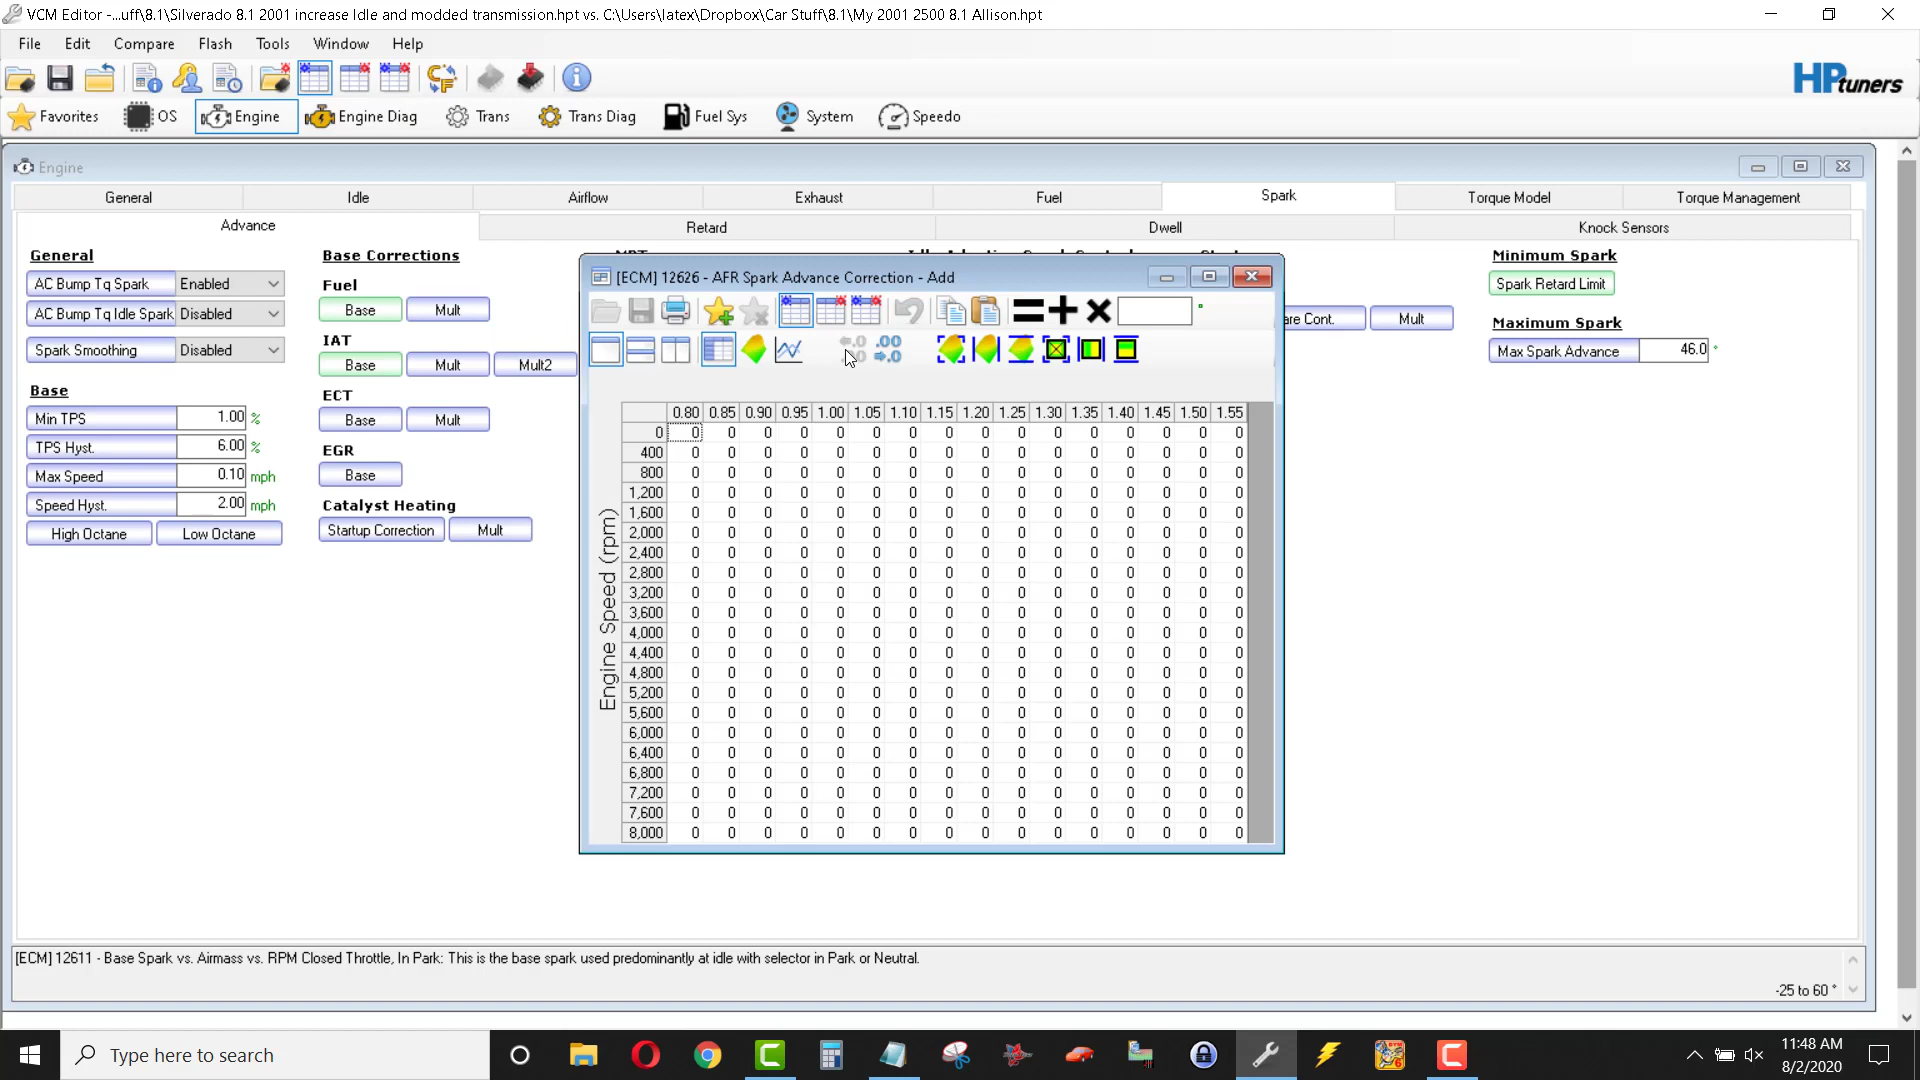 VCM Editor -...uff\8.1\Silverado 8.1 2001 increase Idle and modded transmission.hpt vs. C:\Users\latex\Dropbox\Car Stuff\8.1\My 2001 2500 8.1 Allison.hpt
File Edit Compare Flash Tools Window Help
HPtuners
Favorites OS Engine Engine Diag Trans Trans Diag Fuel Sys System Speedo
Engine
General Idle Airflow Exhaust Fuel Spark Torque Model Torque Management
Advance Retard Dwell Knock Sensors
General
AC Bump Tq Spark Enabled
AC Bump Tq Idle Spark Disabled
Spark Smoothing Disabled
Base
Min TPS 1.00 %
TPS Hyst. 6.00 %
Max Speed 0.10 mph
Speed Hyst. 2.00 mph
High Octane Low Octane
Base Corrections
Fuel
Base Mult
IAT
Base Mult Mult2
ECT
Base Mult
EGR
Base
Catalyst Heating
Startup Correction Mult
[ECM] 12626 - AFR Spark Advance Correction - Add
°
.00
.0
0.80 0.85 0.90 0.95 1.00 1.05 1.10 1.15 1.20 1.25 1.30 1.35 1.40 1.45 1.50 1.55
Engine Speed (rpm)
0 0 0 0 0 0 0 0 0 0 0 0 0 0 0 0 0
400 0 0 0 0 0 0 0 0 0 0 0 0 0 0 0 0
800 0 0 0 0 0 0 0 0 0 0 0 0 0 0 0 0
1,200 0 0 0 0 0 0 0 0 0 0 0 0 0 0 0 0
1,600 0 0 0 0 0 0 0 0 0 0 0 0 0 0 0 0
2,000 0 0 0 0 0 0 0 0 0 0 0 0 0 0 0 0
2,400 0 0 0 0 0 0 0 0 0 0 0 0 0 0 0 0
2,800 0 0 0 0 0 0 0 0 0 0 0 0 0 0 0 0
3,200 0 0 0 0 0 0 0 0 0 0 0 0 0 0 0 0
3,600 0 0 0 0 0 0 0 0 0 0 0 0 0 0 0 0
4,000 0 0 0 0 0 0 0 0 0 0 0 0 0 0 0 0
4,400 0 0 0 0 0 0 0 0 0 0 0 0 0 0 0 0
4,800 0 0 0 0 0 0 0 0 0 0 0 0 0 0 0 0
5,200 0 0 0 0 0 0 0 0 0 0 0 0 0 0 0 0
5,600 0 0 0 0 0 0 0 0 0 0 0 0 0 0 0 0
6,000 0 0 0 0 0 0 0 0 0 0 0 0 0 0 0 0
6,400 0 0 0 0 0 0 0 0 0 0 0 0 0 0 0 0
6,800 0 0 0 0 0 0 0 0 0 0 0 0 0 0 0 0
7,200 0 0 0 0 0 0 0 0 0 0 0 0 0 0 0 0
7,600 0 0 0 0 0 0 0 0 0 0 0 0 0 0 0 0
8,000 0 0 0 0 0 0 0 0 0 0 0 0 0 0 0 0
are Cont. Mult
Minimum Spark
Spark Retard Limit
Maximum Spark
Max Spark Advance 46.0 °
[ECM] 12611 - Base Spark vs. Airmass vs. RPM Closed Throttle, In Park: This is the base spark used predominantly at idle with selector in Park or Neutral.
-25 to 60 °
Type here to search
11:48 AM
8/2/2020